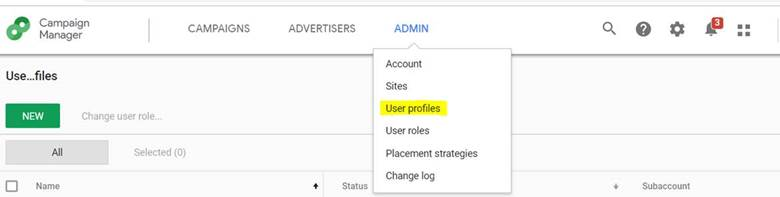 Campaign Manager
CAMPAIGNS
ADVERTISERS
ADMIN
3
Account
Sites
User profiles
User roles
Placement strategies
Change log
Use...files
NEW
Change user role...
All
Selected (0)
Name
Status
Subaccount